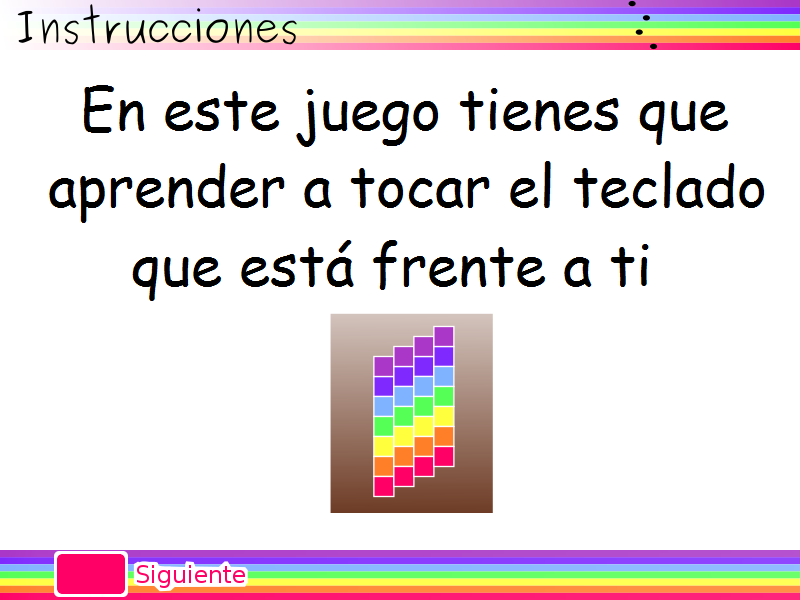 Instrucciones
En este juego tienes que
aprender a tocar el teclado
que está frente a ti
Siguiente